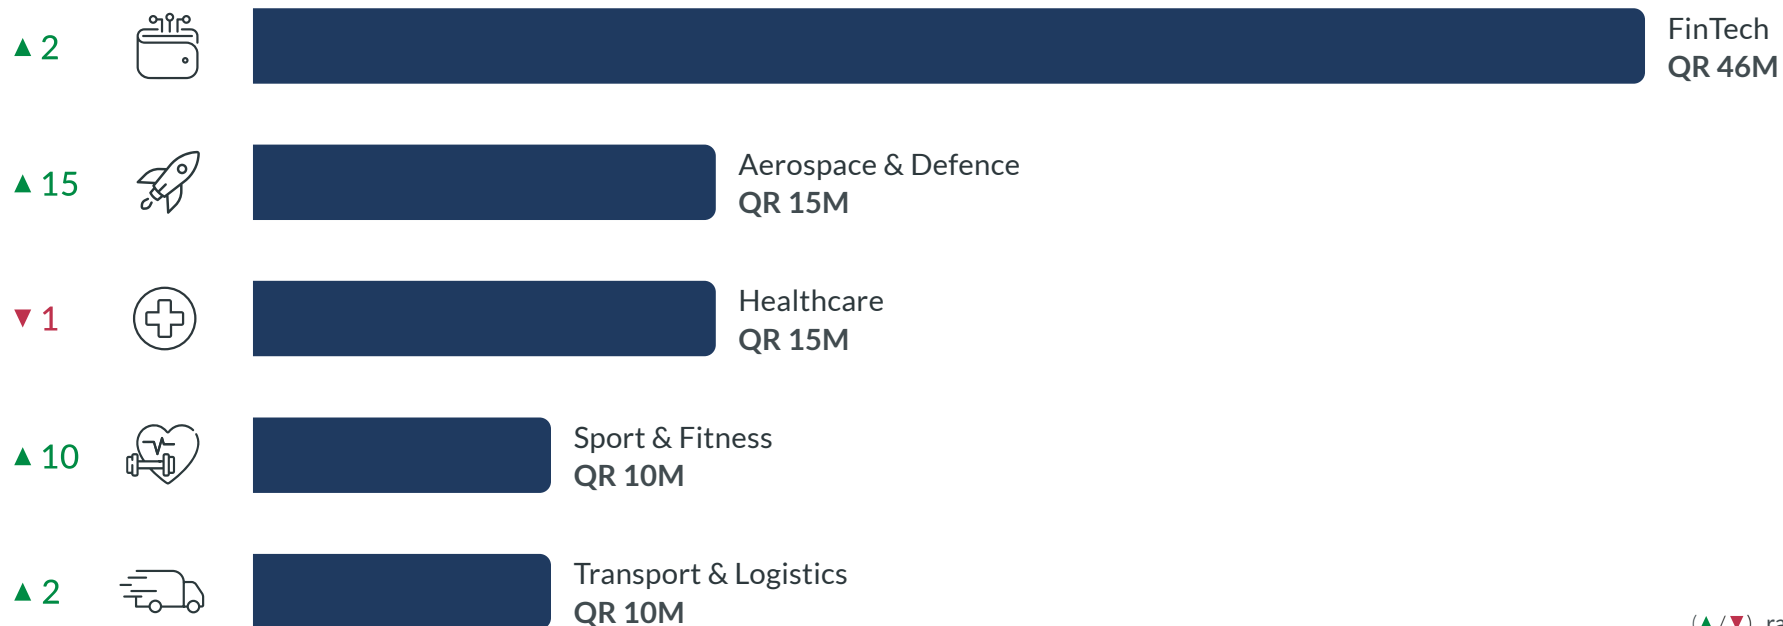 ▲ 2
FinTech
QR 46M
▲ 15
Aerospace & Defence
QR 15M
▼ 1
Healthcare
QR 15M
▲ 10
Sport & Fitness
QR 10M
▲ 2
Transport & Logistics
QR 10M
(▲/▼)